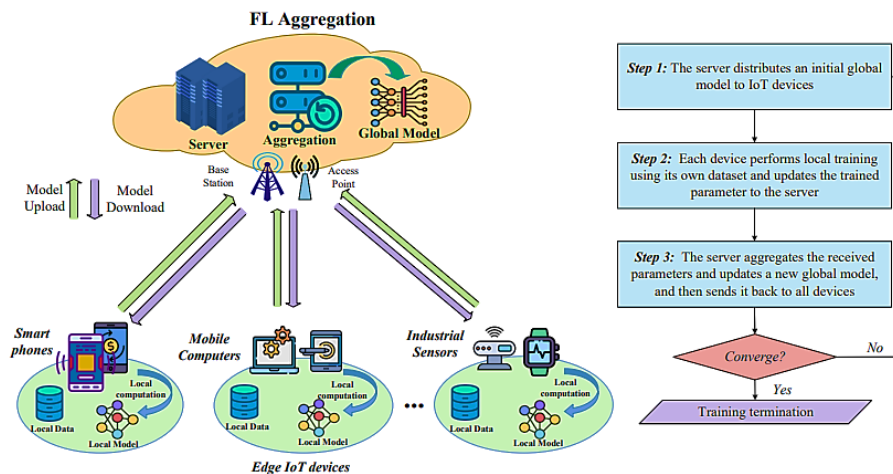 FL Aggregation
Server
Aggregation
Global Model
Base
Station
Access
Point
Model
Upload
Model
Download
Smart
phones
Local
computation
Local Data
Local Model
Mobile
Computers
Local
computation
Local Data
Local Model
...
Industrial
Sensors
Local
computation
Local Data
Local Model
Edge IoT devices
Step 1: The server distributes an initial global
model to IoT devices
Step 2: Each device performs local training
using its own dataset and updates the trained
parameter to the server
Step 3: The server aggregates the received
parameters and updates a new global model,
and then sends it back to all devices
Converge?
No
Yes
Training termination